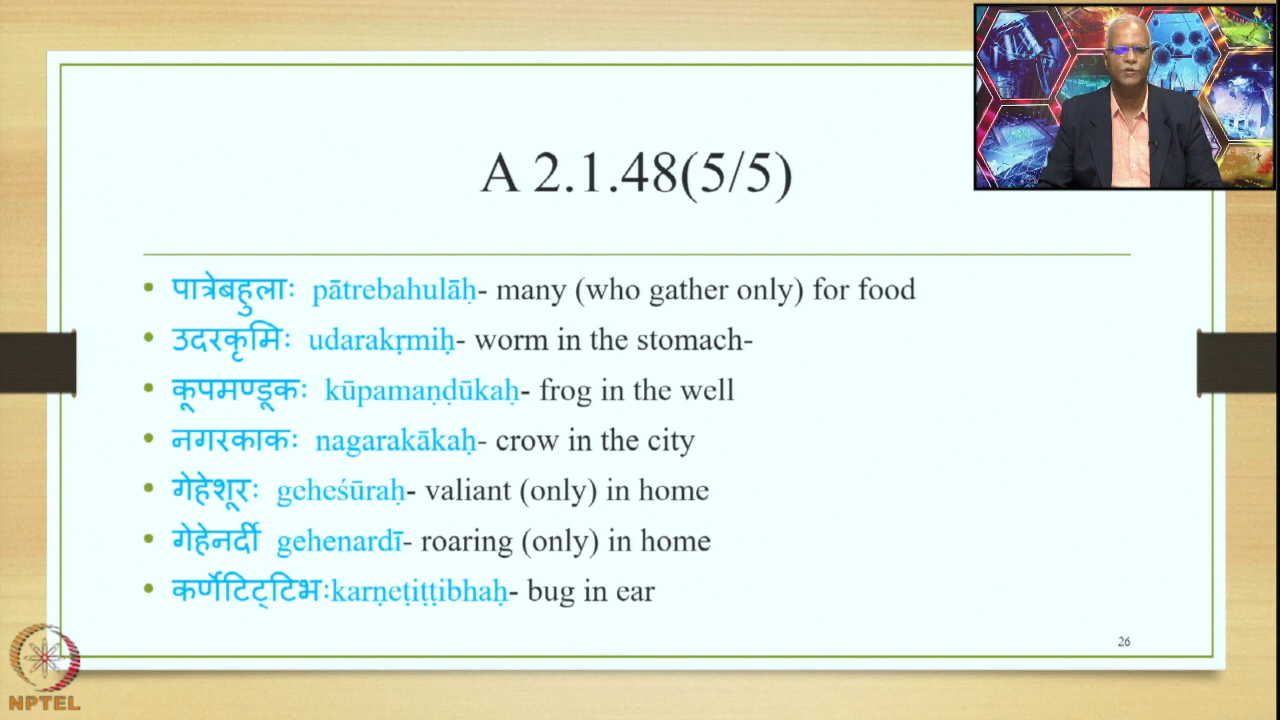 A 2.1.48(5/5)
• पात्रेबहुलाः pātrebahulāḥ- many (who gather only) for food
• उदरकृमिः udarakṛmiḥ- worm in the stomach-
• कूपमण्डूकः kūpamaṇḍūkaḥ- frog in the well
• नगरकाकः nagarakākaḥ- crow in the city
• गेहेशूरः geheśūraḥ- valiant (only) in home
• गेहेनर्दी gehenardī- roaring (only) in home
• कर्णेटिट्टिभःkarṇeṭiṭṭibhaḥ- bug in ear
26
NPTEL